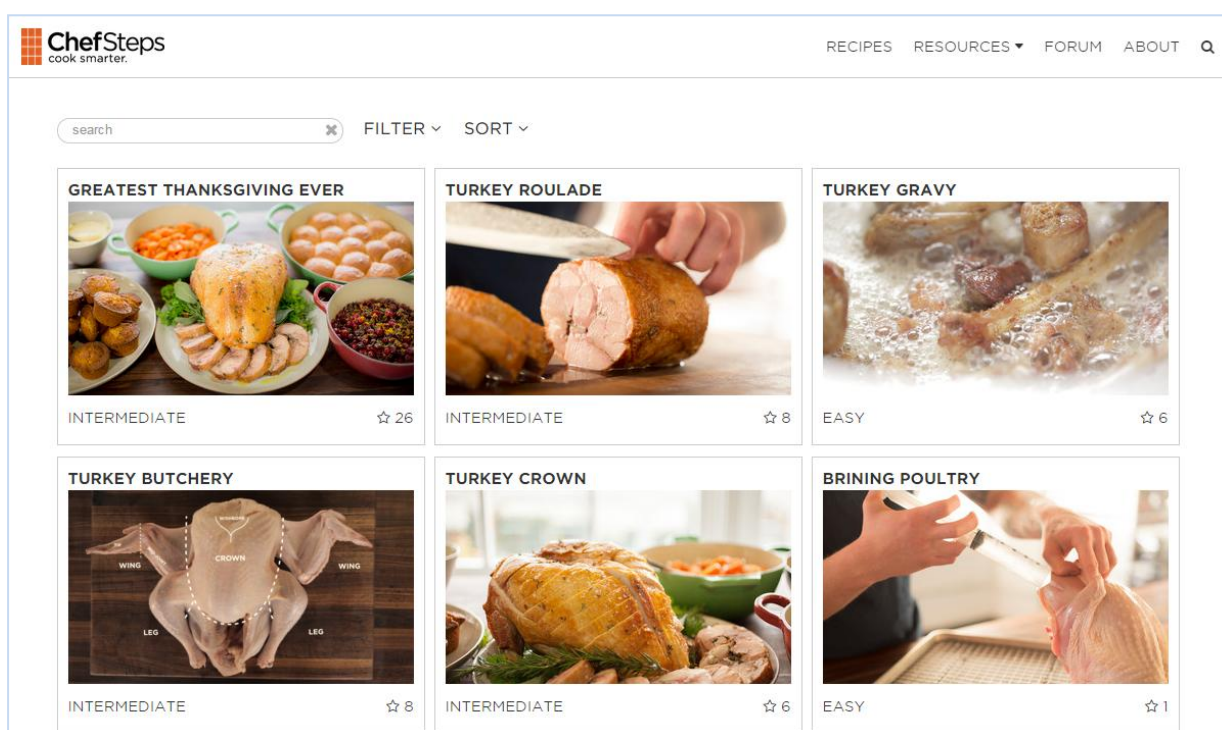 ChefSteps
cook smarter.
RECIPES RESOURCES FORUM ABOUT
search FILTER SORT
GREATEST THANKSGIVING EVER
INTERMEDIATE 26
TURKEY ROULADE
INTERMEDIATE 8
TURKEY GRAVY
EASY 6
TURKEY BUTCHERY
WISHBONE
CROWN
WING WING
LEG LEG
INTERMEDIATE 8
TURKEY CROWN
INTERMEDIATE 6
BRINING POULTRY
EASY 1